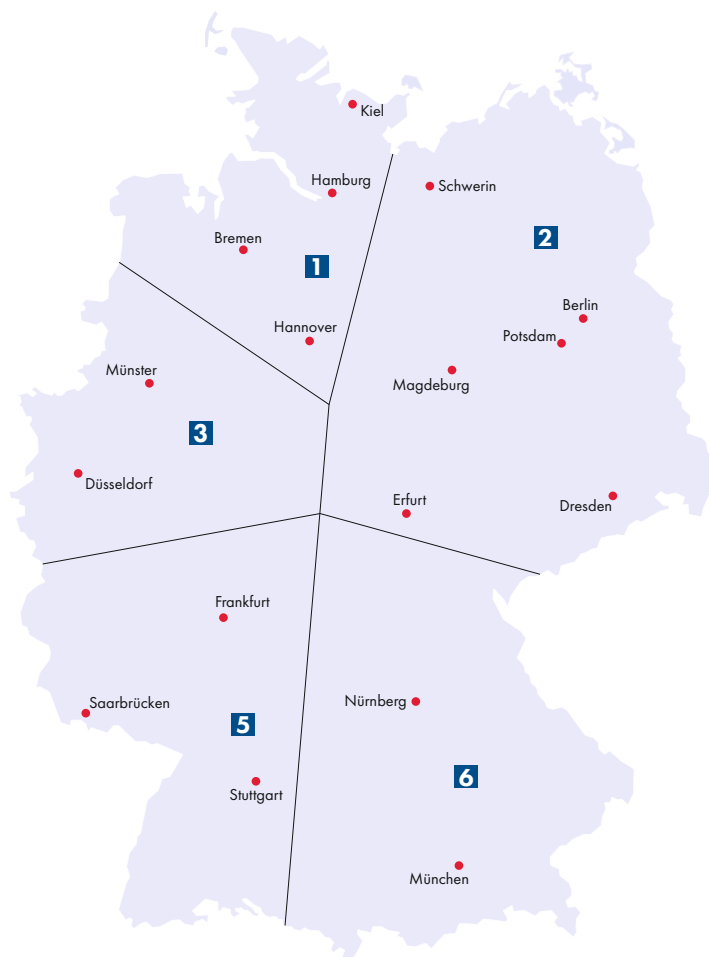 Kiel
Hamburg
Schwerin
Bremen
2
1
Berlin
Hannover
Potsdam
Münster
Magdeburg
3
Düsseldorf
Erfurt
Dresden
Frankfurt
Saarbrücken
Nürnberg
5
6
Stuttgart
München